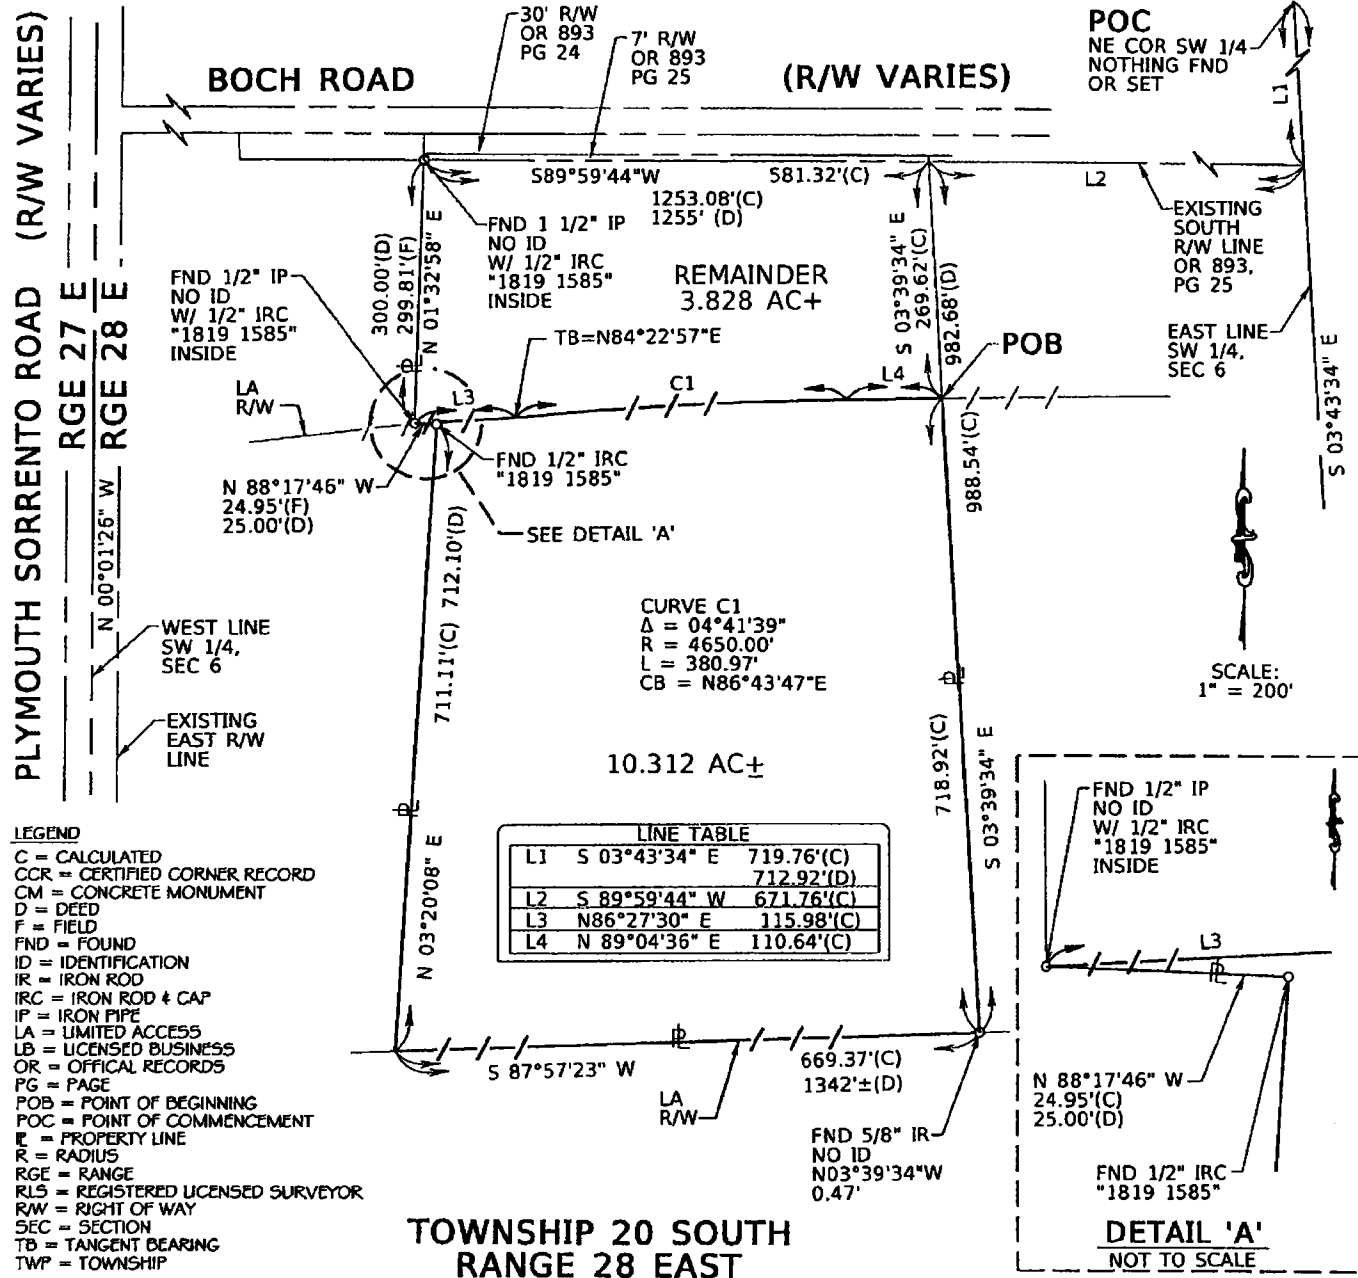 30' R/W
OR 893
PG 24
7' R/W
OR 893
PG 25
POC
NE COR SW 1/4
NOTHING FND
OR SET
L1
BOCH ROAD
(R/W VARIES)
PLYMOUTH SORRENTO ROAD (R/W VARIES)
RGE 27 E
RGE 28 E
S89°59'44"W
581.32'(C)
1253.08'(C)
1255' (D)
L2
EXISTING
SOUTH
R/W LINE
OR 893,
PG 25
FND 1 1/2" IP
NO ID
W/ 1/2" IRC
"1819 1585"
INSIDE
300.00'(D)
299.81'(F)
N 01°32'58" E
REMAINDER
3.828 AC+
S 03°39'34" E
269.62'(C)
982.68'(D)
FND 1/2" IP
NO ID
W/ 1/2" IRC
"1819 1585"
INSIDE
TB=N84°22'57"E
POB
EAST LINE
SW 1/4,
SEC 6
S 03°43'34" E
LA
R/W
L3
C1
L4
FND 1/2" IRC
"1819 1585"
988.54'(C)
N 88°17'46" W
24.95'(F)
25.00'(D)
SEE DETAIL 'A'
N 00°01'26" W
711.11'(C) 712.10'(D)
WEST LINE
SW 1/4,
SEC 6
CURVE C1
Δ = 04°41'39"
R = 4650.00'
L = 380.97'
CB = N86°43'47"E
SCALE:
1" = 200'
EXISTING
EAST R/W
LINE
PL
10.312 AC±
718.92'(C)
S 03°39'34" E
N 03°20'08" E
LINE TABLE
L1 S 03°43'34" E 719.76'(C)
712.92'(D)
L2 S 89°59'44" W 671.76'(C)
L3 N86°27'30" E 115.98'(C)
L4 N 89°04'36" E 110.64'(C)
LEGEND
C = CALCULATED
CCR = CERTIFIED CORNER RECORD
CM = CONCRETE MONUMENT
D = DEED
F = FIELD
FND = FOUND
ID = IDENTIFICATION
IR = IRON ROD
IRC = IRON ROD & CAP
IP = IRON PIPE
LA = LIMITED ACCESS
LB = LICENSED BUSINESS
OR = OFFICAL RECORDS
PG = PAGE
POB = POINT OF BEGINNING
POC = POINT OF COMMENCEMENT
PL = PROPERTY LINE
R = RADIUS
RGE = RANGE
RLS = REGISTERED LICENSED SURVEYOR
R/W = RIGHT OF WAY
SEC = SECTION
TB = TANGENT BEARING
TWP = TOWNSHIP
S 87°57'23" W
PL
669.37'(C)
1342'±(D)
LA
R/W
FND 5/8" IR
NO ID
N03°39'34"W
0.47'
TOWNSHIP 20 SOUTH
RANGE 28 EAST
FND 1/2" IP
NO ID
W/ 1/2" IRC
"1819 1585"
INSIDE
L3
PL
N 88°17'46" W
24.95'(C)
25.00'(D)
FND 1/2" IRC
"1819 1585"
DETAIL 'A'
NOT TO SCALE